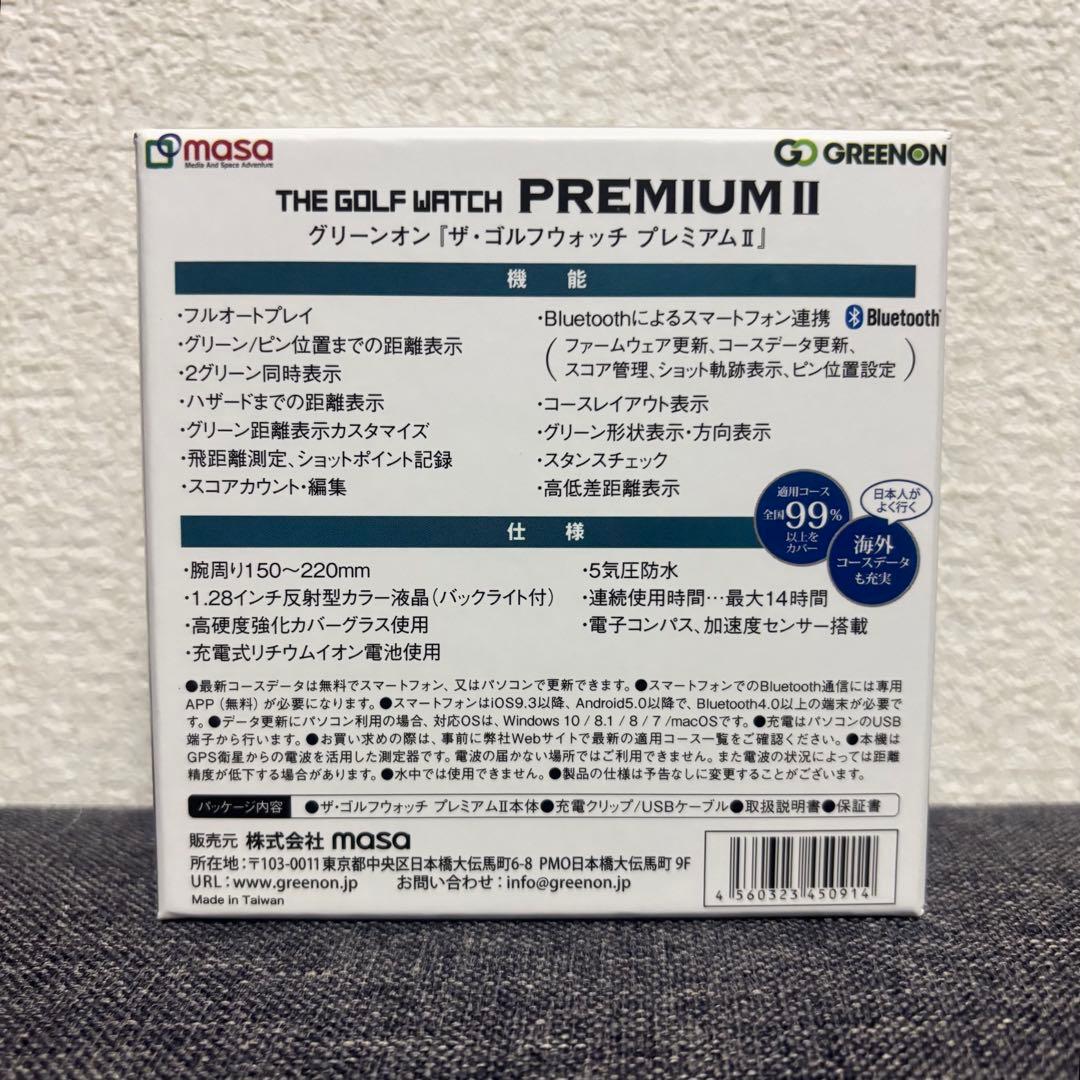 masa
Media And Space Adventure
GREENON
THE GOLF WATCH PREMIUM II
グリーンオン『ザ・ゴルフウォッチ プレミアムⅡ』
機 能
・フルオートプレイ
・グリーン/ピン位置までの距離表示
・2グリーン同時表示
・ハザードまでの距離表示
・グリーン距離表示カスタマイズ
・飛距離測定、ショットポイント記録
・スコアカウント・編集
・Bluetoothによるスマートフォン連携 Bluetooth
(ファームウェア更新、コースデータ更新、
スコア管理、ショット軌跡表示、ピン位置設定)
・コースレイアウト表示
・グリーン形状表示・方向表示
・スタンスチェック
・高低差距離表示
適用コース
全国99%
以上を
カバー
日本人が
よく行く
海外
コースデータ
も充実
仕 様
・腕周り150〜220mm
・1.28インチ反射型カラー液晶(バックライト付)
・高硬度強化カバーグラス使用
・充電式リチウムイオン電池使用
・5気圧防水
・連続使用時間…最大14時間
・電子コンパス、加速度センサー搭載
●最新コースデータは無料でスマートフォン、又はパソコンで更新できます。●スマートフォンでのBluetooth通信には専用
APP(無料)が必要になります。●スマートフォンはiOS9.3以降、Android5.0以降で、Bluetooth4.0以上の端末が必要で
す。●データ更新にパソコン利用の場合、対応OSは、Windows 10 / 8.1 / 8 / 7 /macOSです。●充電はパソコンのUSB
端子から行います。●お買い求めの際は、事前に弊社Webサイトで最新の適用コース一覧をご確認ください。●本機は
GPS衛星からの電波を活用した測定器です。電波の届かない場所ではご利用できません。また電波の状況によっては距離
精度が低下する場合があります。●水中では使用できません。●製品の仕様は予告なしに変更することがございます。
パッケージ内容 ●ザ・ゴルフウォッチ プレミアムⅡ本体●充電クリップ/USBケーブル●取扱説明書●保証書
販売元 株式会社 masa
所在地:〒103-0011東京都中央区日本橋大伝馬町6-8 PMO日本橋大伝馬町 9F
URL:www.greenon.jp お問い合わせ:info@greenon.jp
Made in Taiwan
4 560323 450914